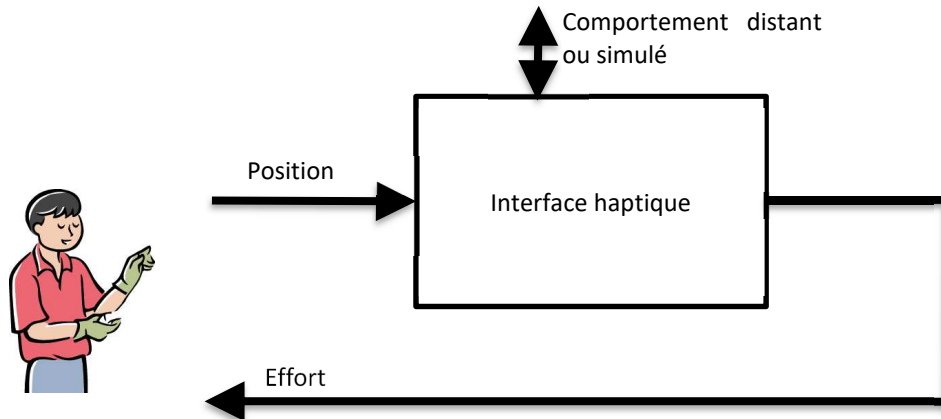 Comportement distant
ou simulé
Position
Interface haptique
Effort